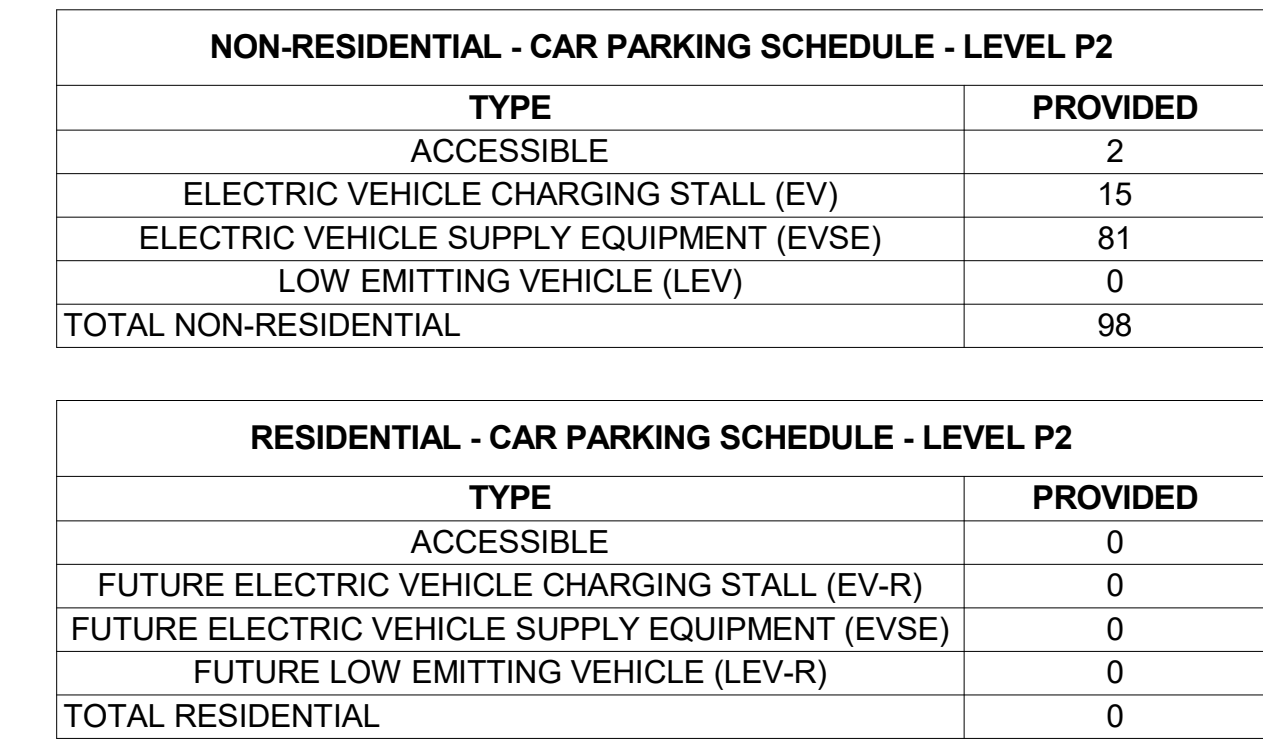 NON-RESIDENTIAL - CAR PARKING SCHEDULE - LEVEL P2
TYPE PROVIDED
ACCESSIBLE 2
ELECTRIC VEHICLE CHARGING STALL (EV) 15
ELECTRIC VEHICLE SUPPLY EQUIPMENT (EVSE) 81
LOW EMITTING VEHICLE (LEV) 0
TOTAL NON-RESIDENTIAL 98
RESIDENTIAL - CAR PARKING SCHEDULE - LEVEL P2
TYPE PROVIDED
ACCESSIBLE 0
FUTURE ELECTRIC VEHICLE CHARGING STALL (EV-R) 0
FUTURE ELECTRIC VEHICLE SUPPLY EQUIPMENT (EVSE) 0
FUTURE LOW EMITTING VEHICLE (LEV-R) 0
TOTAL RESIDENTIAL 0